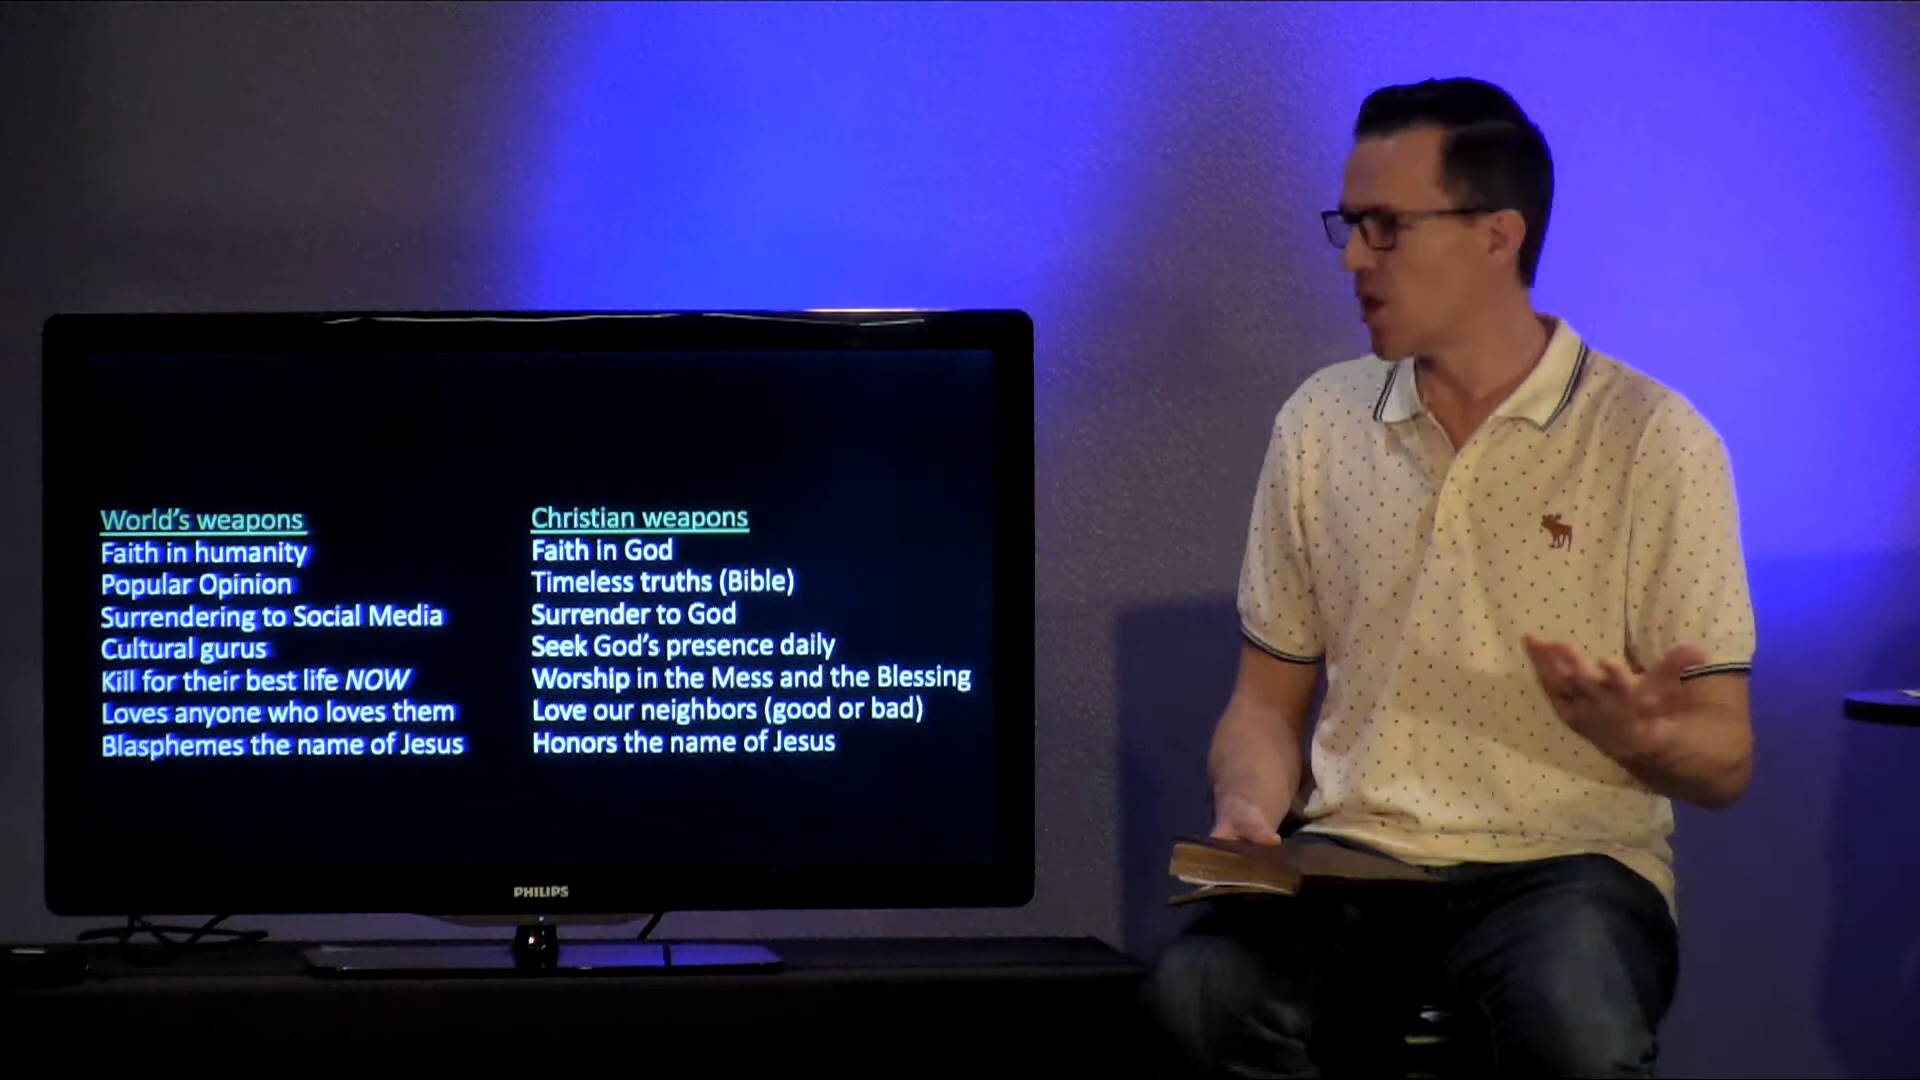 World's weapons
Faith in humanity
Popular Opinion
Surrendering to Social Media
Cultural gurus
Kill for their best life NOW
Loves anyone who loves them
Blasphemes the name of Jesus
Christian weapons
Faith in God
Timeless truths (Bible)
Surrender to God
Seek God's presence daily
Worship in the Mess and the Blessing
Love our neighbors (good or bad)
Honors the name of Jesus
PHILIPS